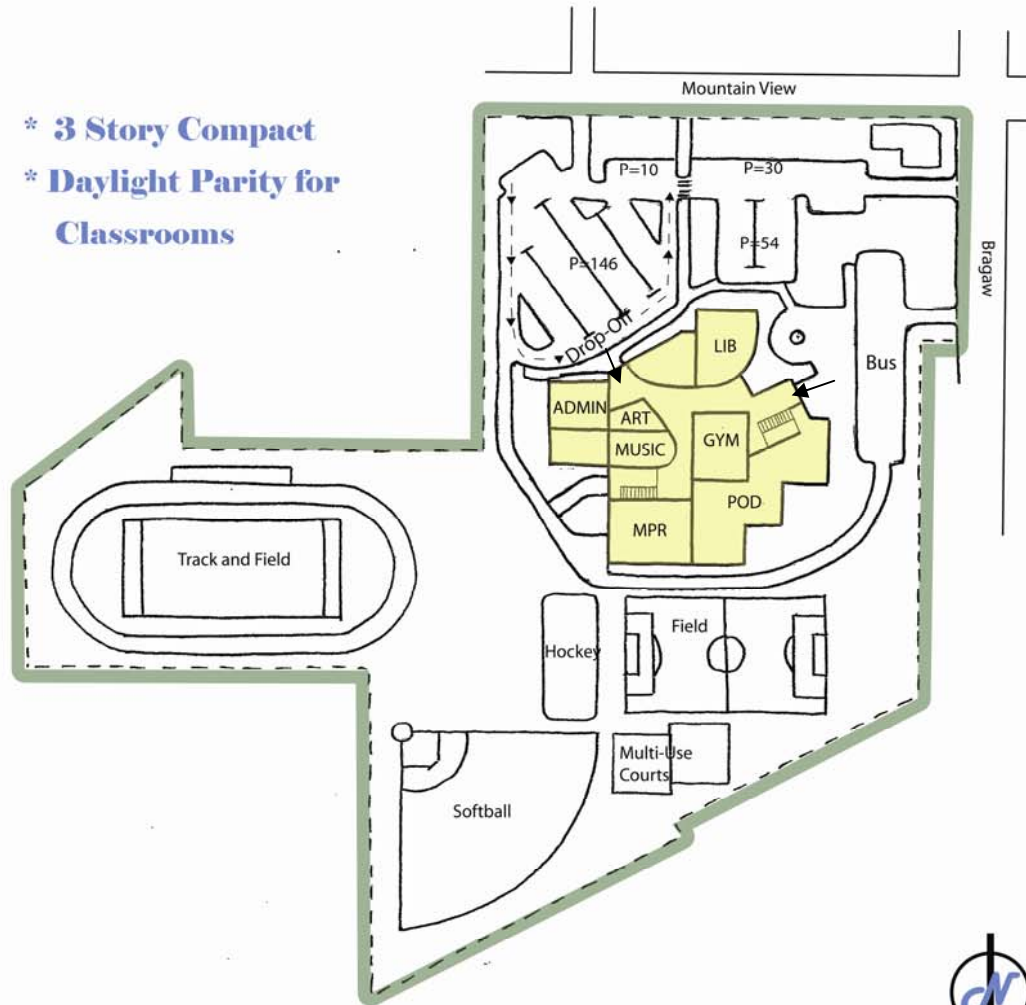 Mountain View
* 3 Story Compact
* Daylight Parity for
Classrooms
P=10
P=30
P=54
P=146
Bragaw
Drop-Off
LIB
Bus
ADMIN
ART
MUSIC
GYM
POD
MPR
Track and Field
Field
Hockey
Multi-Use
Courts
Softball
N